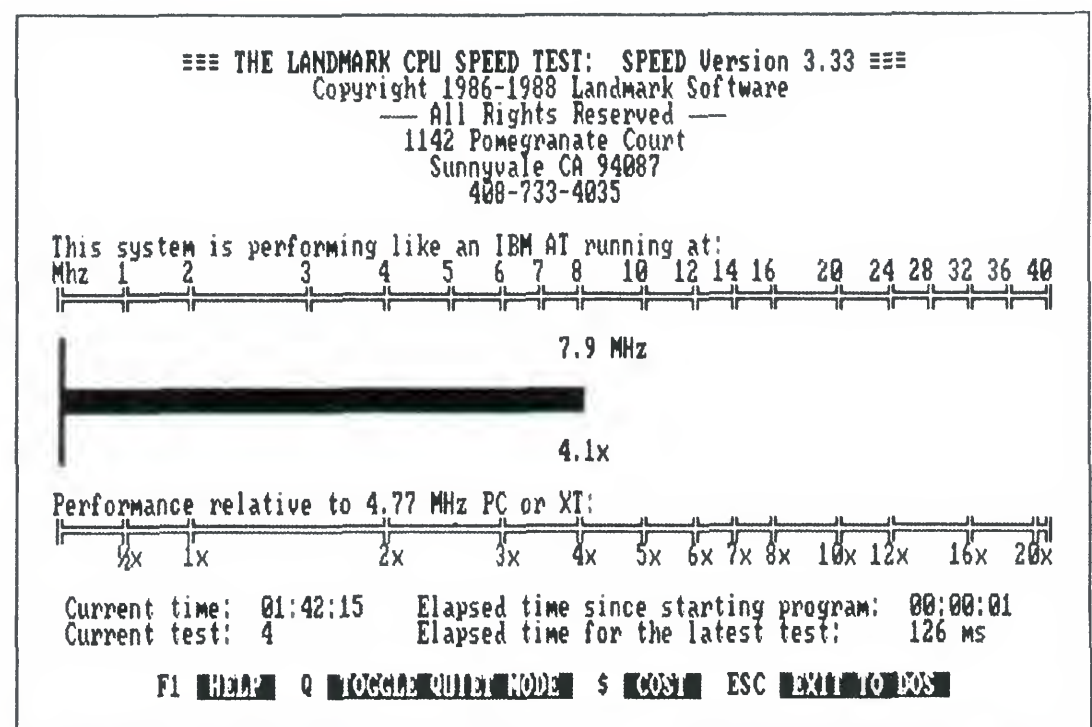 ≡≡≡ THE LANDMARK CPU SPEED TEST:  SPEED Version 3.33 ≡≡≡
Copyright 1986-1988 Landmark Software
── All Rights Reserved ──
1142 Pomegranate Court
Sunnyvale CA 94087
408-733-4035
This system is performing like an IBM AT running at:
Mhz 1 2 3 4 5 6 7 8 10 12 14 16 20 24 28 32 36 40
7.9 MHz
4.1x
Performance relative to 4.77 MHz PC or XT:
½x 1x 2x 3x 4x 5x 6x 7x 8x 10x 12x 16x 20x
Current time: 01:42:15 Elapsed time since starting program: 00:00:01
Current test: 4 Elapsed time for the latest test: 126 ms
F1 HELP Q TOGGLE QUIET MODE $ COST ESC EXIT TO DOS